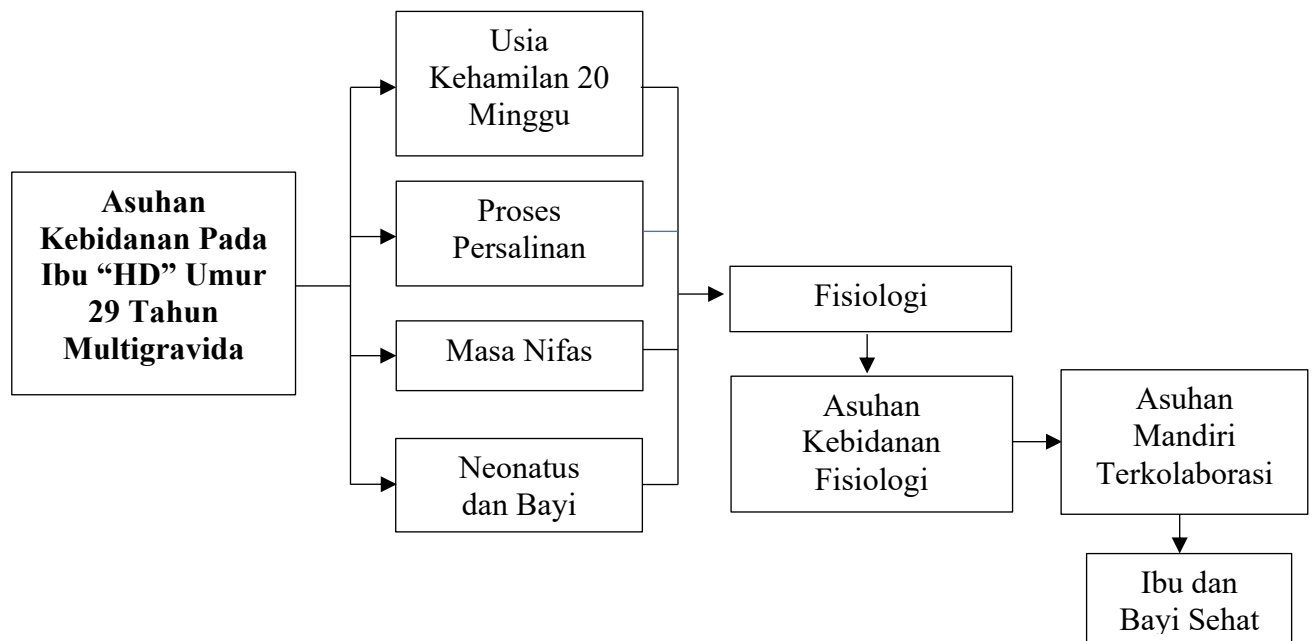 Asuhan
Kebidanan Pada
Ibu “HD” Umur
29 Tahun
Multigravida
Usia
Kehamilan 20
Minggu
Proses
Persalinan
Masa Nifas
Neonatus
dan Bayi
Fisiologi
Asuhan
Kebidanan
Fisiologi
Asuhan
Mandiri
Terkolaborasi
Ibu dan
Bayi Sehat